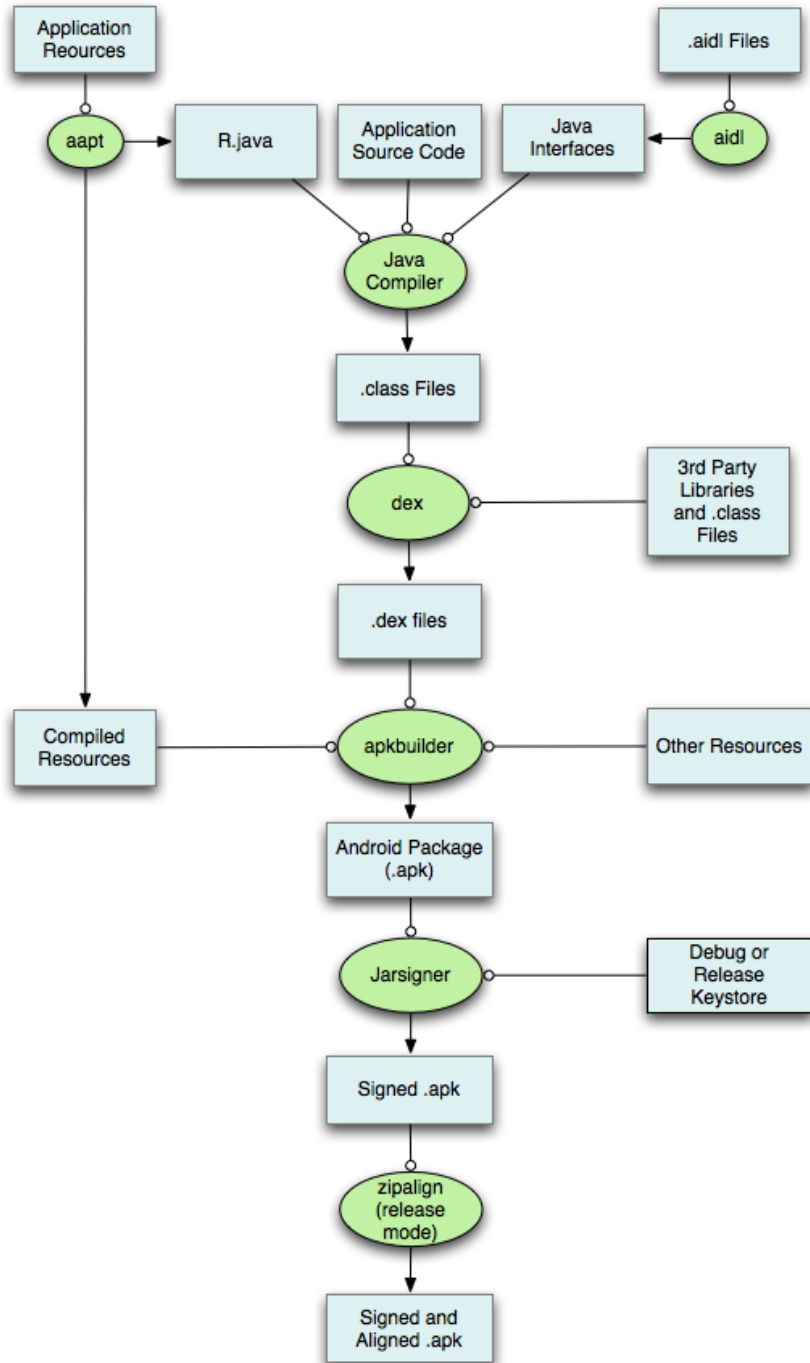 Application
Reources
.aidl Files
aapt
R.java
Application
Source Code
Java
Interfaces
aidl
Java
Compiler
.class Files
dex
3rd Party
Libraries
and .class
Files
.dex files
Compiled
Resources
apkbuilder
Other Resources
Android Package
(.apk)
Jarsigner
Debug or
Release
Keystore
Signed .apk
zipalign
(release
mode)
Signed and
Aligned .apk